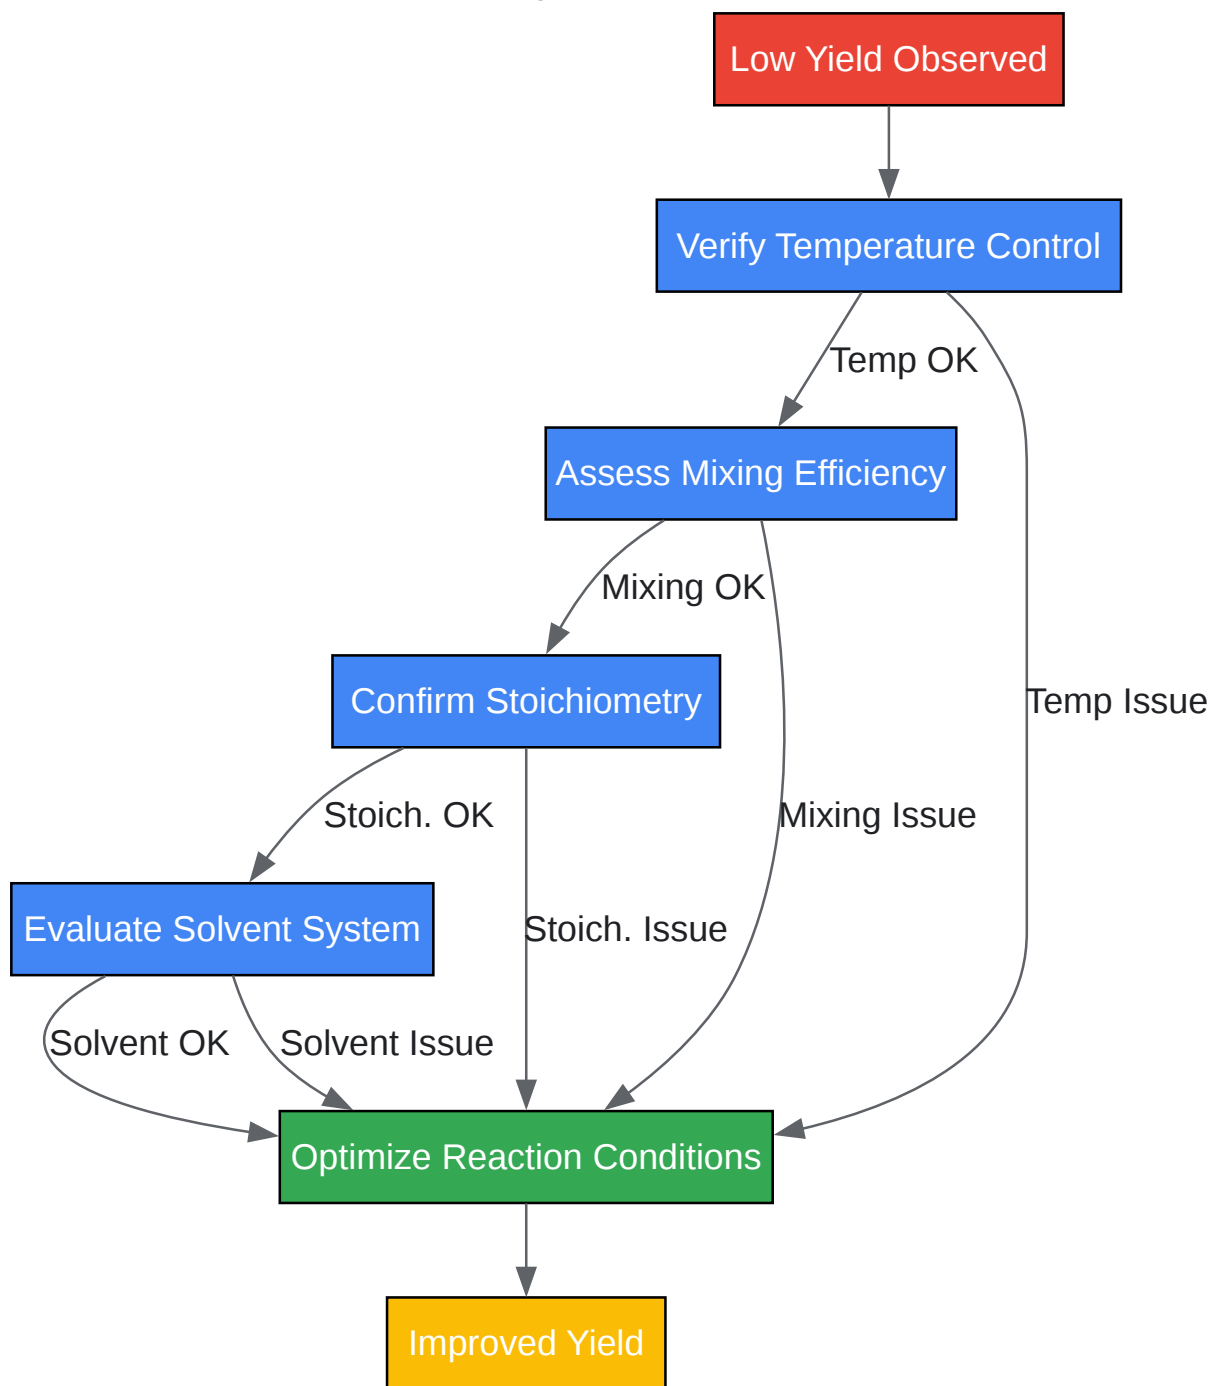 Low Yield Observed
Verify Temperature Control
Temp OK
Assess Mixing Efficiency
Mixing OK
Confirm Stoichiometry
Temp Issue
Stoich. OK
Mixing Issue
Evaluate Solvent System
Stoich. Issue
Solvent OK
Solvent Issue
Optimize Reaction Conditions
Improved Yield